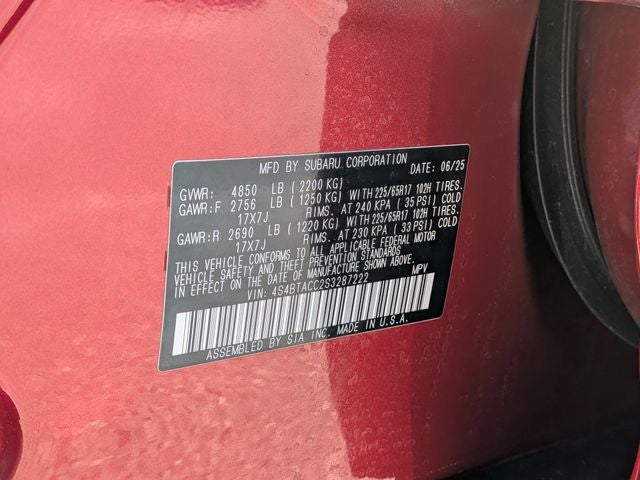 MFD BY SUBARU CORPORATION DATE: 06/25
GVWR: 4850 LB ( 2200 KG)
GAWR:F 2756 LB ( 1250 KG) WITH 225/65R17 102H TIRES.
17X7J RIMS. AT 240 KPA ( 35 PSI) COLD
GAWR:R 2690 LB ( 1220 KG) WITH 225/65R17 102H TIRES.
17X7J RIMS. AT 230 KPA ( 33 PSI) COLD
THIS VEHICLE CONFORMS TO ALL APPLICABLE FEDERAL MOTOR
VEHICLE SAFETY AND THEFT PREVENTION STANDARDS IN
EFFECT ON THE DATE OF MANUFACTURE SHOWN ABOVE.
VIN: 4S4BTACC2S3287222 MPV
ASSEMBLED BY SIA INC. MADE IN U.S.A.